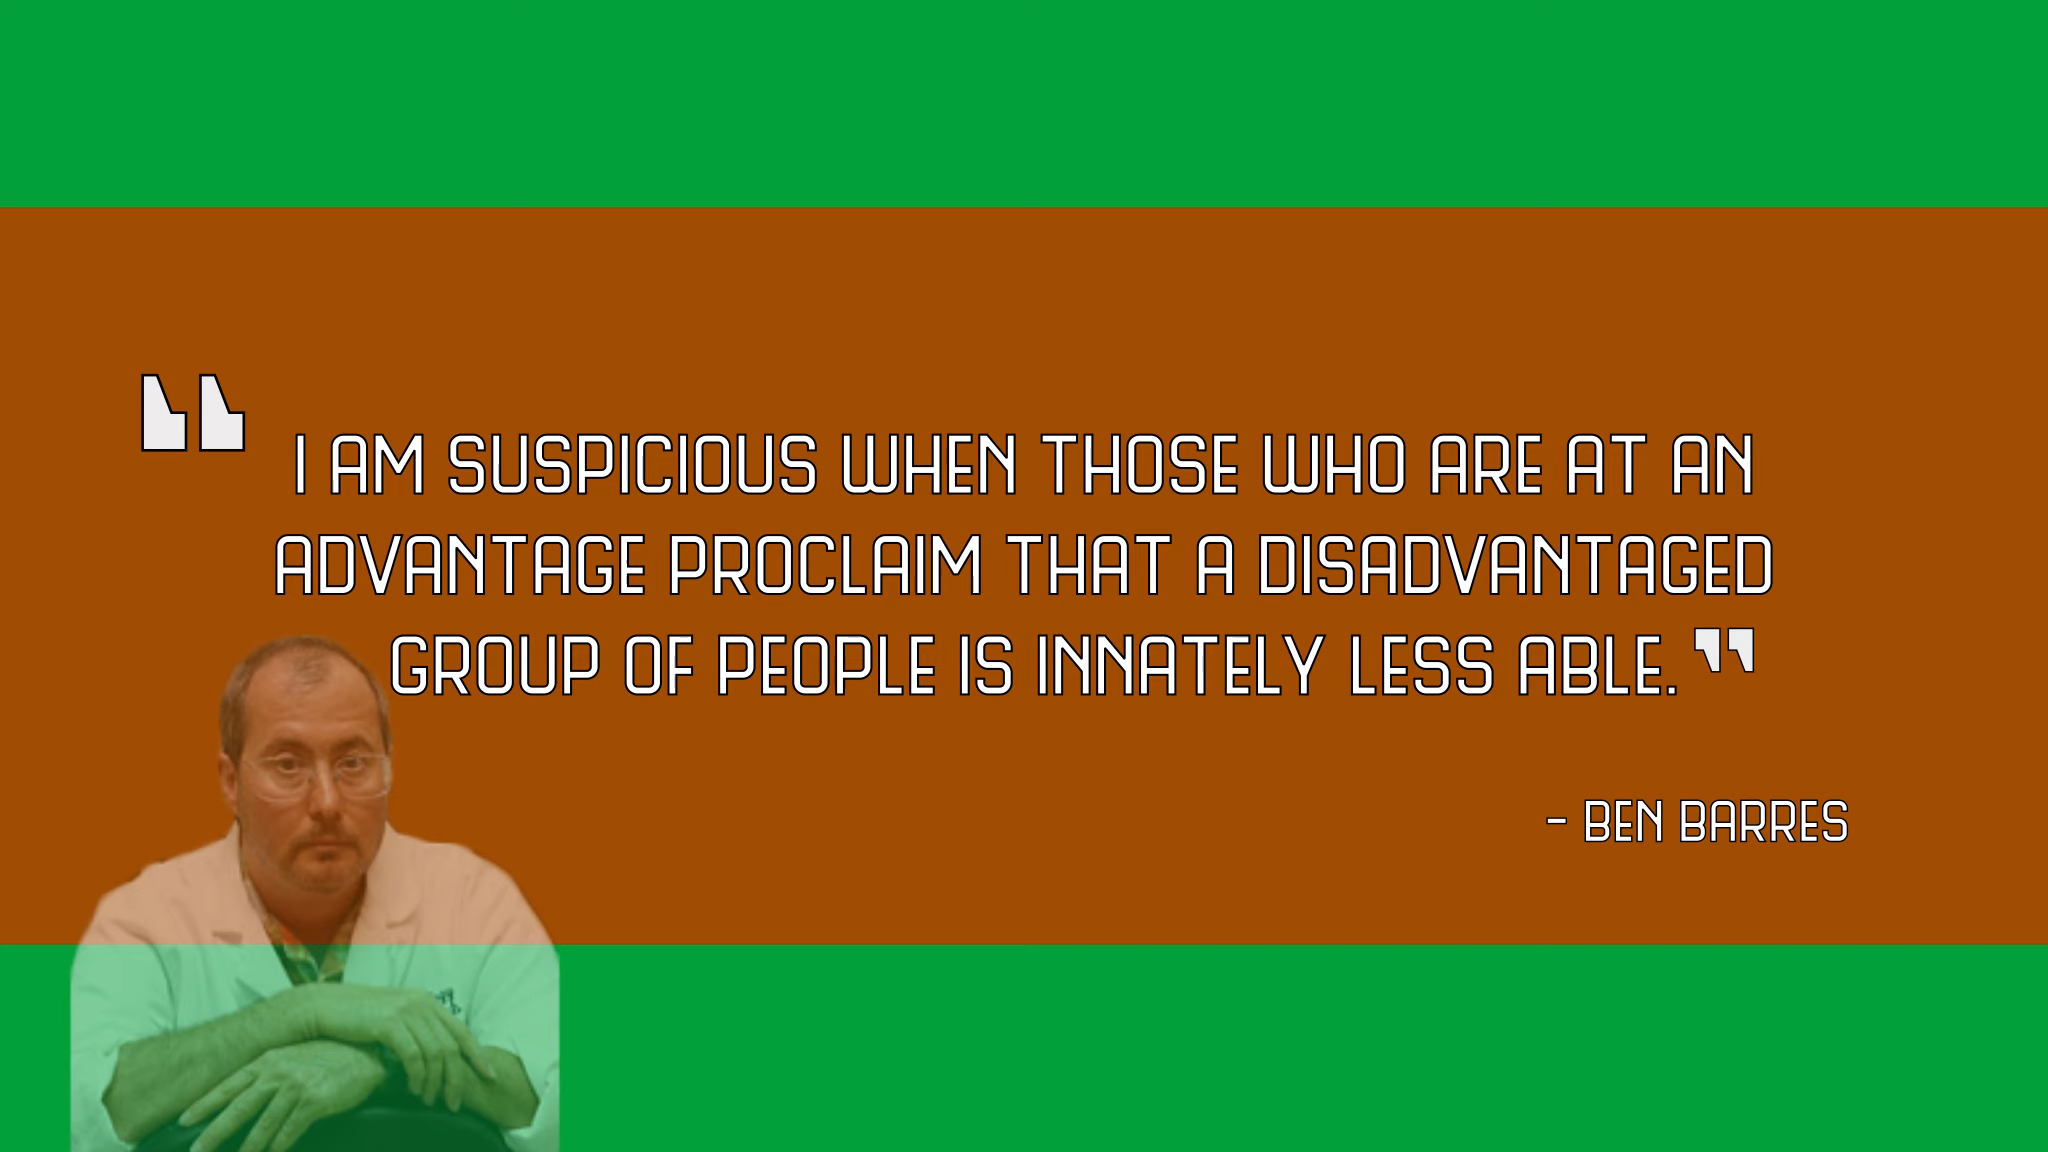 “ I AM SUSPICIOUS WHEN THOSE WHO ARE AT AN
ADVANTAGE PROCLAIM THAT A DISADVANTAGED
GROUP OF PEOPLE IS INNATELY LESS ABLE.”
- BEN BARRES